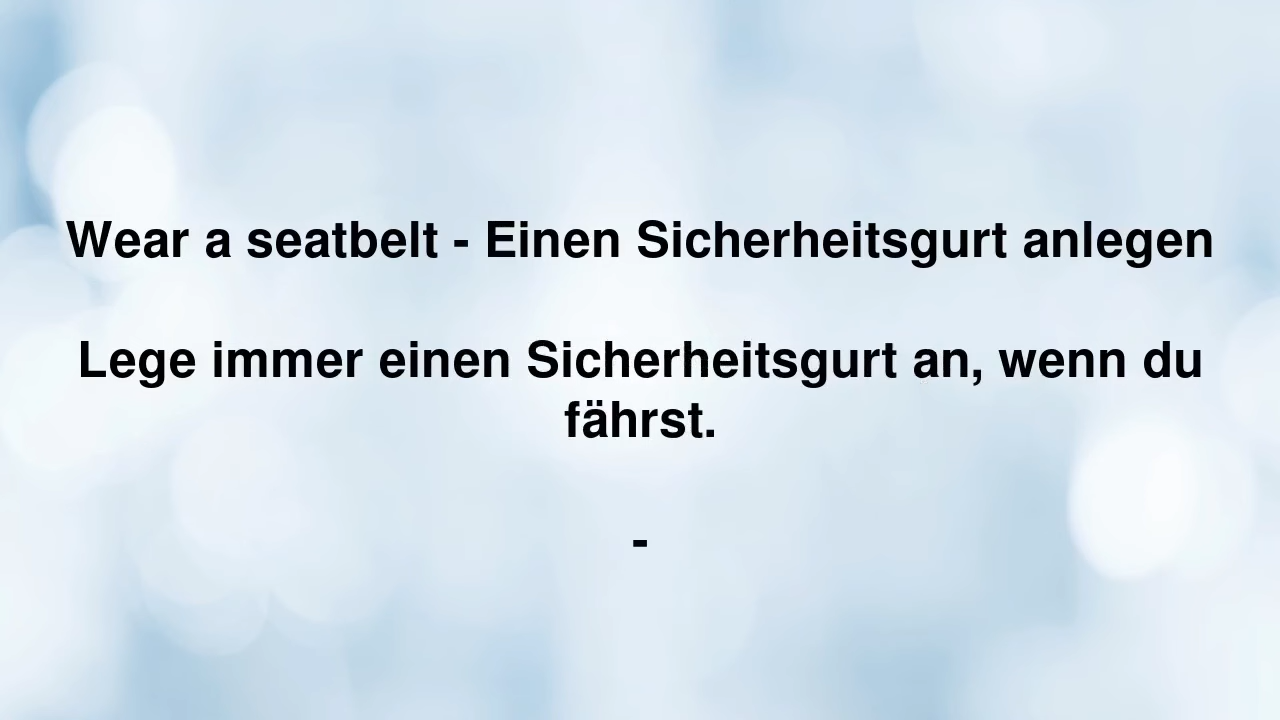 Wear a seatbelt - Einen Sicherheitsgurt anlegen
Lege immer einen Sicherheitsgurt an, wenn du
fährst.
-